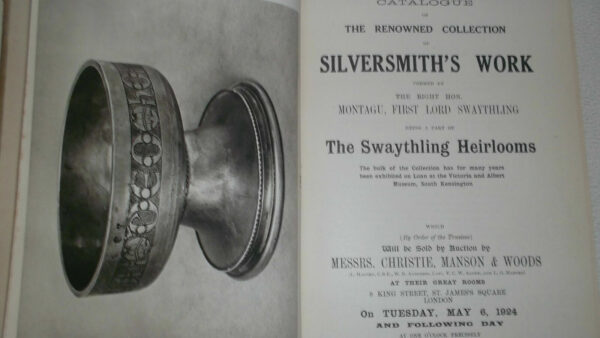 CATALOGUE
OF
THE RENOWNED COLLECTION
OF
SILVERSMITH'S WORK
FORMED BY
THE RIGHT HON.
MONTAGU, FIRST LORD SWAYTHLING
BEING A PART OF
The Swaythling Heirlooms
The bulk of the Collection has for many years
been exhibited on Loan at the Victoria and Albert
Museum, South Kensington
WHICH
(By Order of the Trustees)
Will be Sold by Auction by
MESSRS. CHRISTIE, MANSON & WOODS
AT THEIR GREAT ROOMS
8 KING STREET, ST. JAMES'S SQUARE
LONDON
On TUESDAY, MAY 6, 1924
AND FOLLOWING DAY
AT ONE O'CLOCK PRECISELY